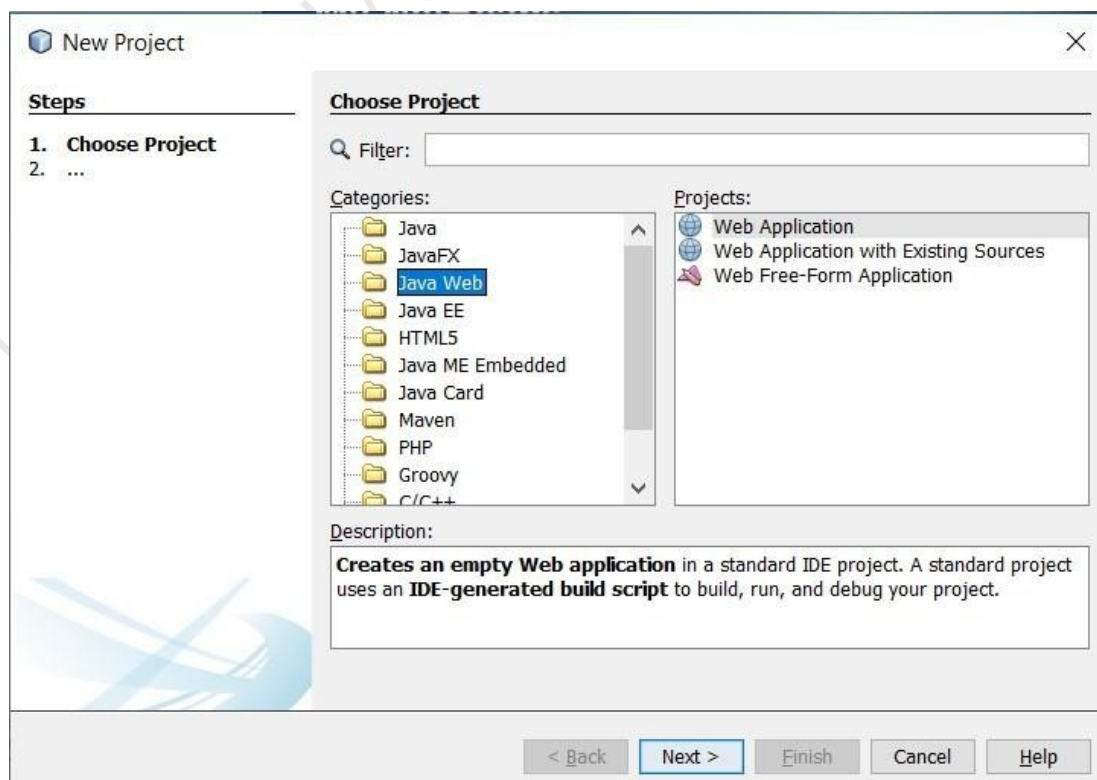 New Project
Steps
1. Choose Project
2. ...
Choose Project
Filter:
Categories:
Java
JavaFX
Java Web
Java EE
HTML5
Java ME Embedded
Java Card
Maven
PHP
Groovy
C/C++
Projects:
Web Application
Web Application with Existing Sources
Web Free-Form Application
Description:
Creates an empty Web application in a standard IDE project. A standard project
uses an IDE-generated build script to build, run, and debug your project.
< Back
Next >
Finish
Cancel
Help